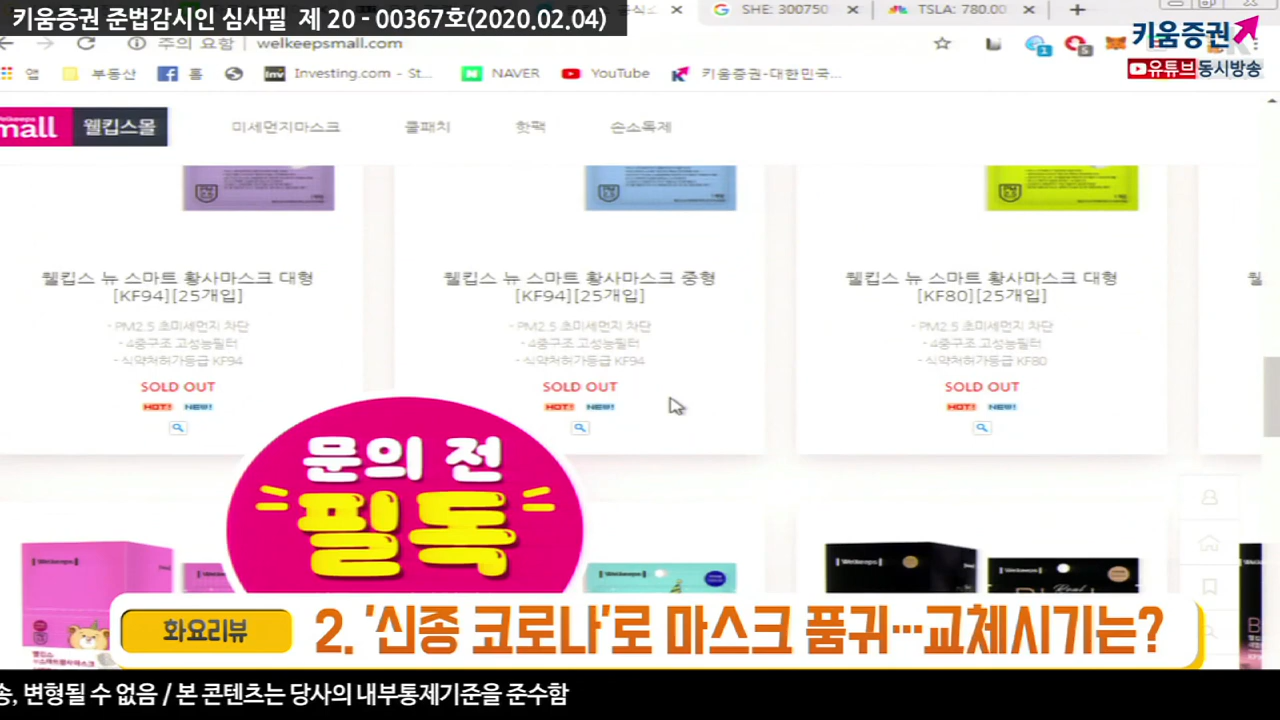 키움증권 준법감시인 심사필 제 20 - 00367호(2020.02.04)
SHE: 300750
TSLA: 780.00
주의 요함
welkeepsmall.com
키움증권
유튜브동시방송
앱
부동산
홈
Investing.com - St...
NAVER
YouTube
키움증권-대한민국...
mall 웰킵스몰
미세먼지마스크
쿨패치
핫팩
손소독제
웰킵스 뉴 스마트 황사마스크 대형
[KF94][25개입]
- PM2.5 초미세먼지 차단
- 4중구조 고성능필터
- 식약처허가등급 KF94
SOLD OUT
HOT! NEW!
웰킵스 뉴 스마트 황사마스크 중형
[KF94][25개입]
- PM2.5 초미세먼지 차단
- 4중구조 고성능필터
- 식약처허가등급 KF94
SOLD OUT
HOT! NEW!
웰킵스 뉴 스마트 황사마스크 대형
[KF80][25개입]
- PM2.5 초미세먼지 차단
- 4중구조 고성능필터
- 식약처허가등급 KF80
SOLD OUT
HOT! NEW!
문의 전
필독
Welkeeps
Welkeeps
Welkeeps
Welkeeps
Welkeeps
화요리뷰
2. '신종 코로나'로 마스크 품귀…교체시기는?
송, 변형될 수 없음 / 본 콘텐츠는 당사의 내부통제기준을 준수함